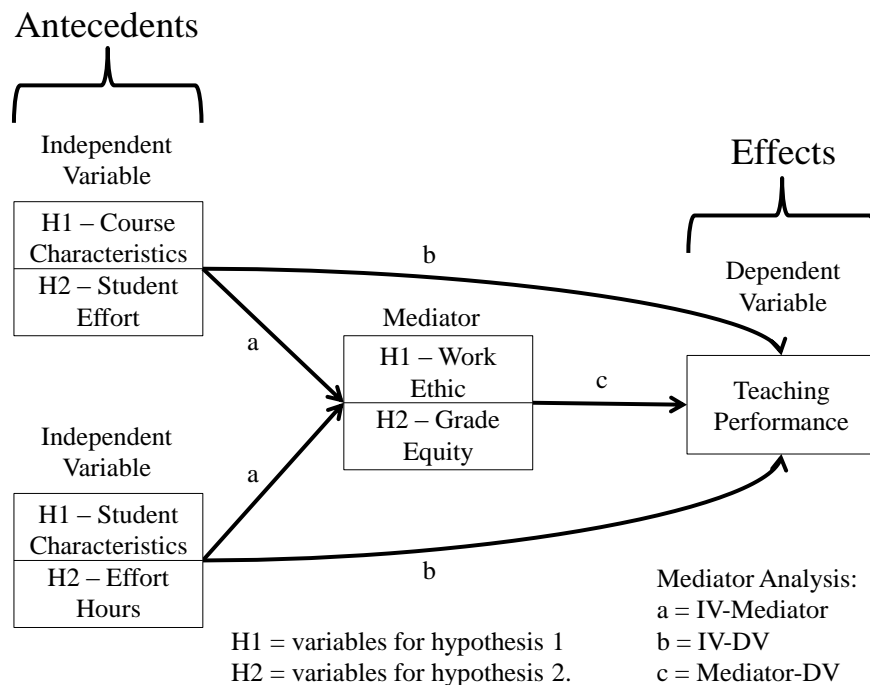 Antecedents
Independent
Variable
H1 – Course
Characteristics
H2 – Student
Effort
a
b
Mediator
H1 – Work
Ethic
H2 – Grade
Equity
c
Effects
Dependent
Variable
Teaching
Performance
Independent
Variable
H1 – Student
Characteristics
H2 – Effort
Hours
a
b
H1 = variables for hypothesis 1
H2 = variables for hypothesis 2.
Mediator Analysis:
a = IV-Mediator
b = IV-DV
c = Mediator-DV